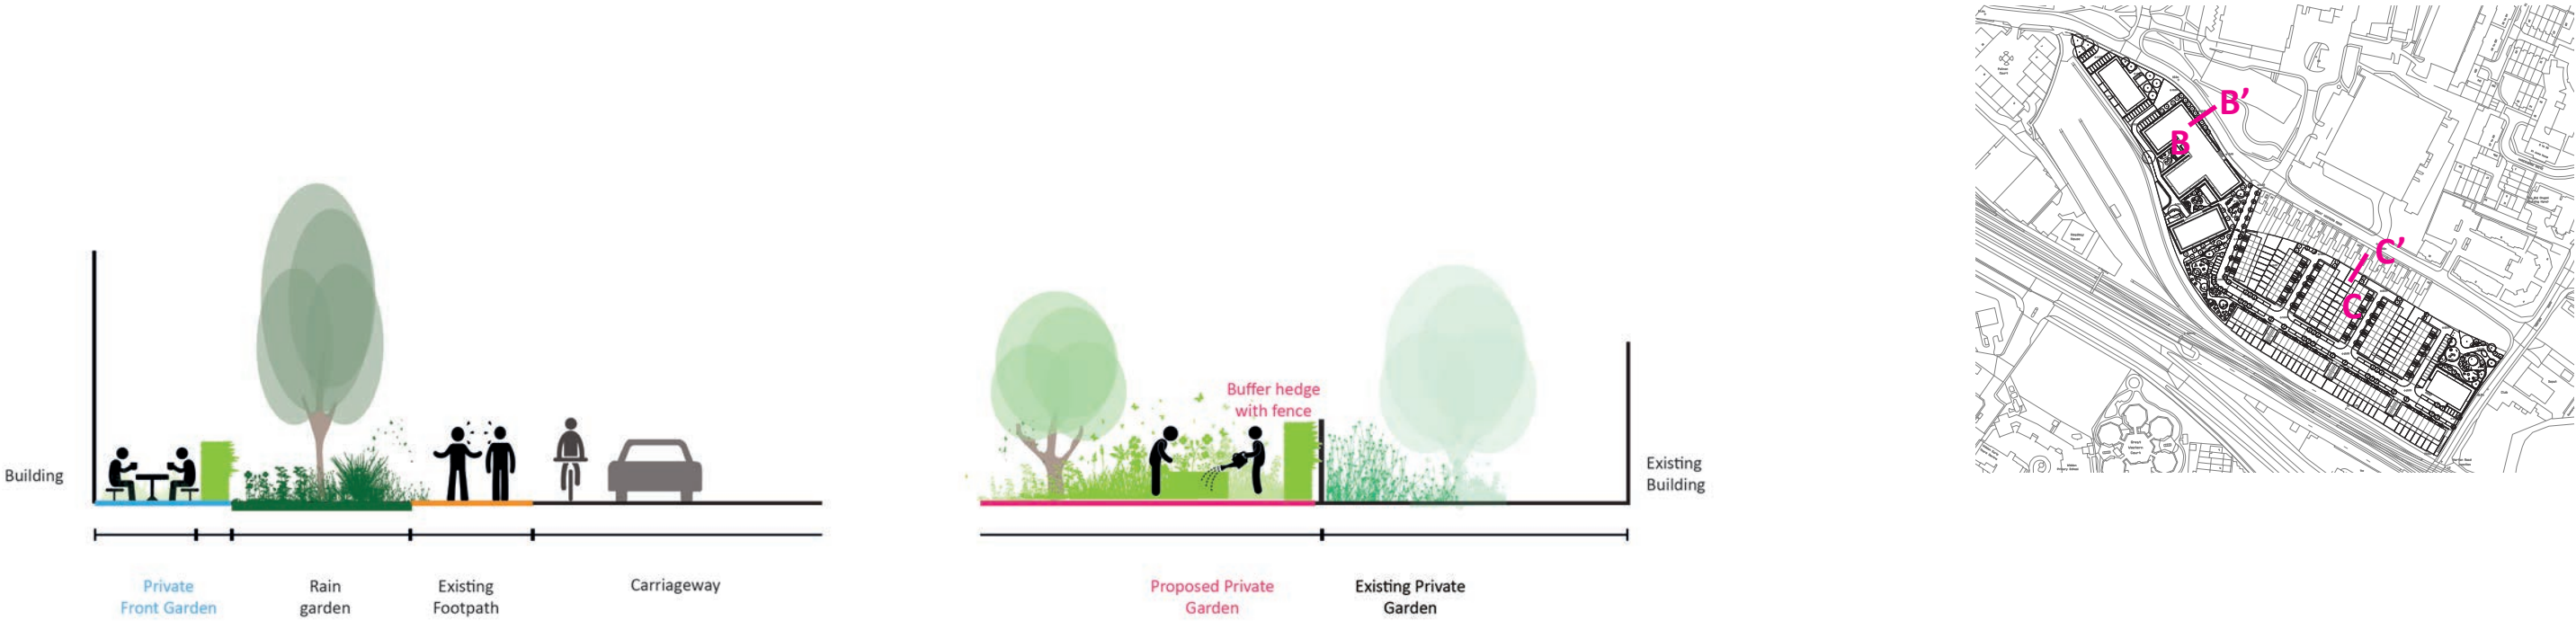 Building
Private
Front Garden
Rain
garden
Existing
Footpath
Carriageway
Buffer hedge
with fence
Existing
Building
Proposed Private
Garden
Existing Private
Garden
B'
B
C'
C